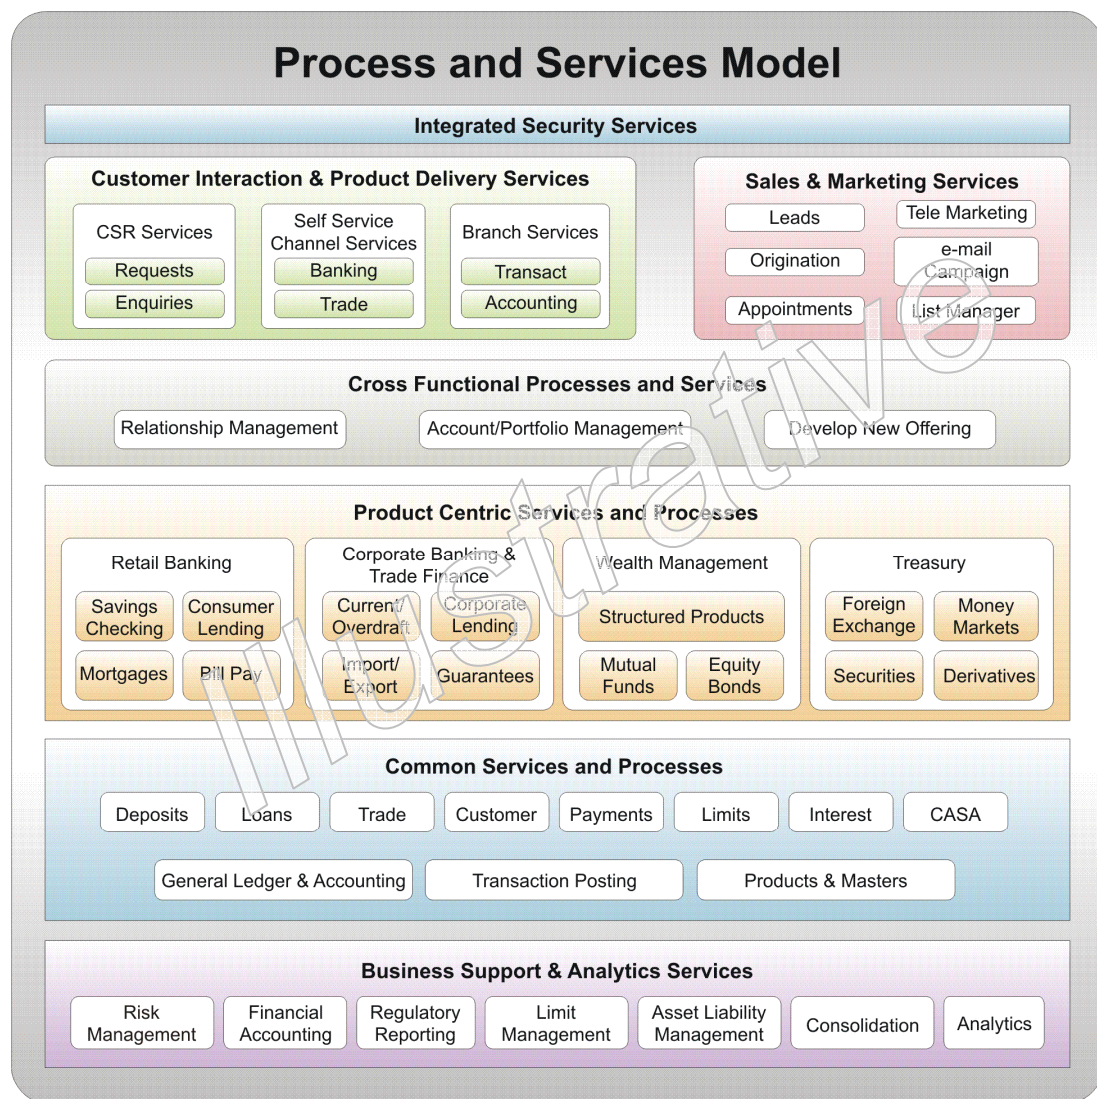 Process and Services Model
Integrated Security Services
Customer Interaction & Product Delivery Services
CSR Services
Requests
Enquiries
Self Service
Channel Services
Banking
Trade
Branch Services
Transact
Accounting
Sales & Marketing Services
Leads
Tele Marketing
Origination
e-mail
Campaign
Appointments
List Manager
Cross Functional Processes and Services
Relationship Management
Account/Portfolio Management
Develop New Offering
Product Centric Services and Processes
Retail Banking
Savings
Checking
Consumer
Lending
Mortgages
Bill Pay
Corporate Banking &
Trade Finance
Current/
Overdraft
Corporate
Lending
Import/
Export
Guarantees
Wealth Management
Structured Products
Mutual
Funds
Equity
Bonds
Treasury
Foreign
Exchange
Money
Markets
Securities
Derivatives
Common Services and Processes
Deposits
Loans
Trade
Customer
Payments
Limits
Interest
CASA
General Ledger & Accounting
Transaction Posting
Products & Masters
Business Support & Analytics Services
Risk
Management
Financial
Accounting
Regulatory
Reporting
Limit
Management
Asset Liability
Management
Consolidation
Analytics
Illustrative